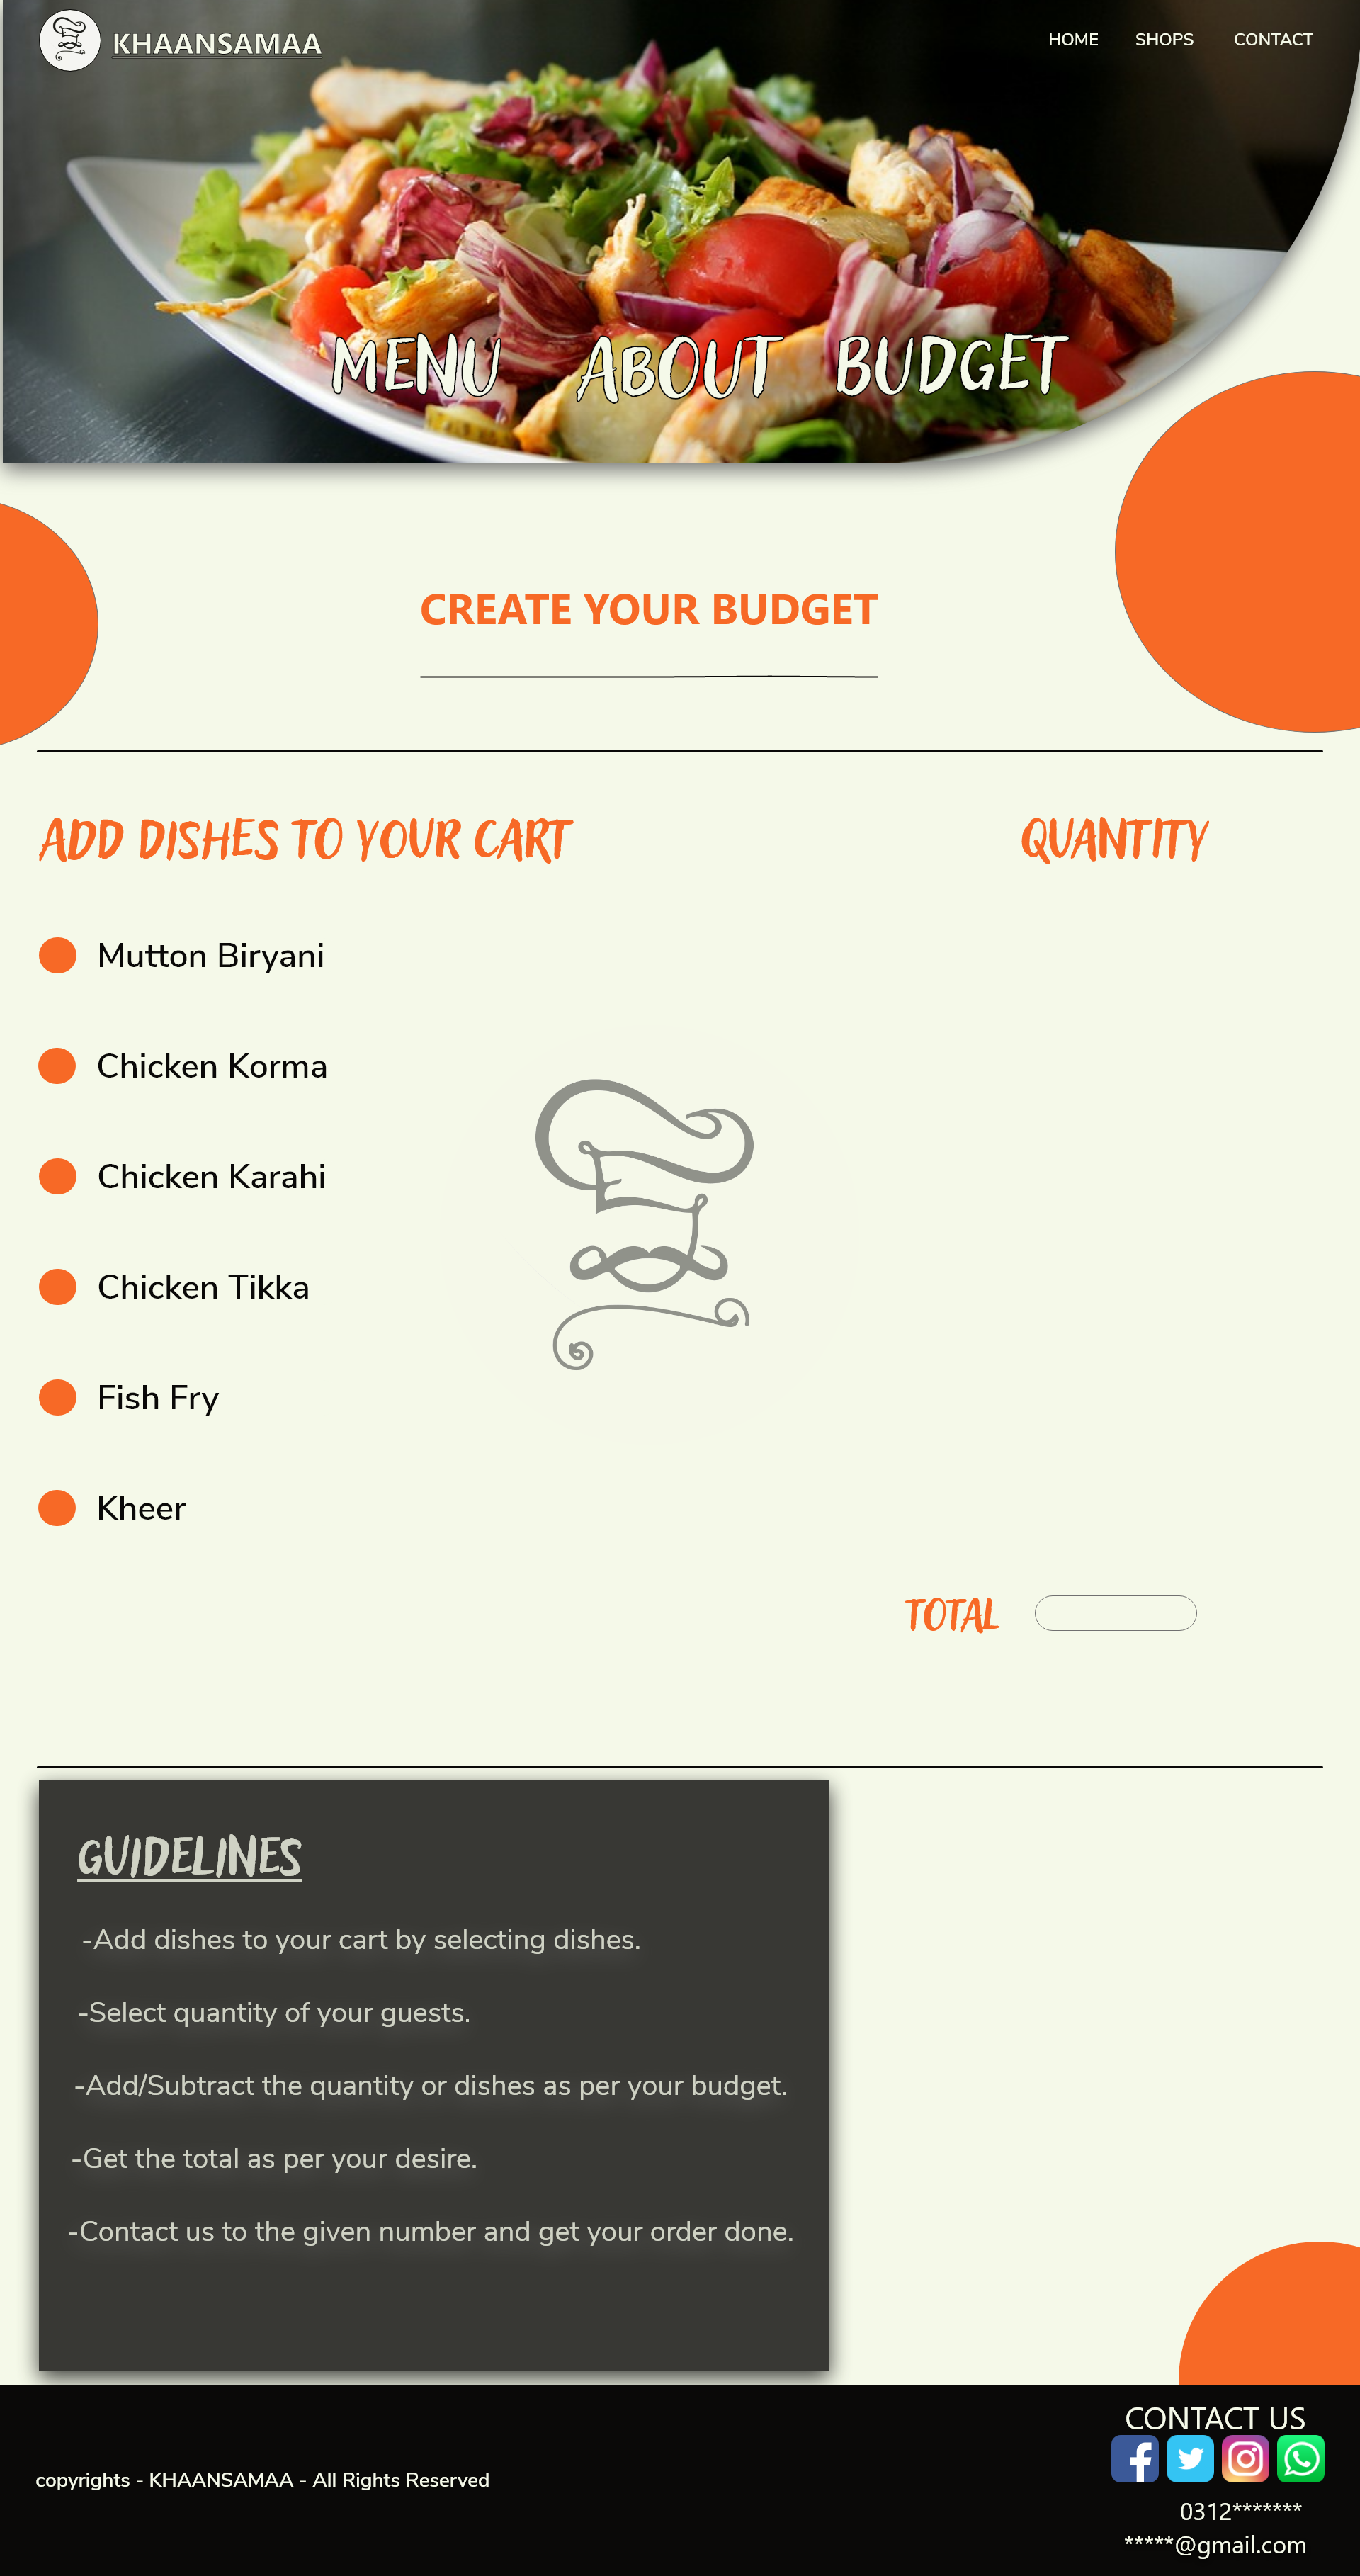 KHAANSAMAA
HOME SHOPS CONTACT
MENU ABOUT BUDGET
CREATE YOUR BUDGET
ADD DISHES TO YOUR CART QUANTITY
Mutton Biryani
Chicken Korma
Chicken Karahi
Chicken Tikka
Fish Fry
Kheer
TOTAL
GUIDELINES
-Add dishes to your cart by selecting dishes.
-Select quantity of your guests.
-Add/Subtract the quantity or dishes as per your budget.
-Get the total as per your desire.
-Contact us to the given number and get your order done.
CONTACT US
copyrights - KHAANSAMAA - All Rights Reserved
0312*******
*****@gmail.com